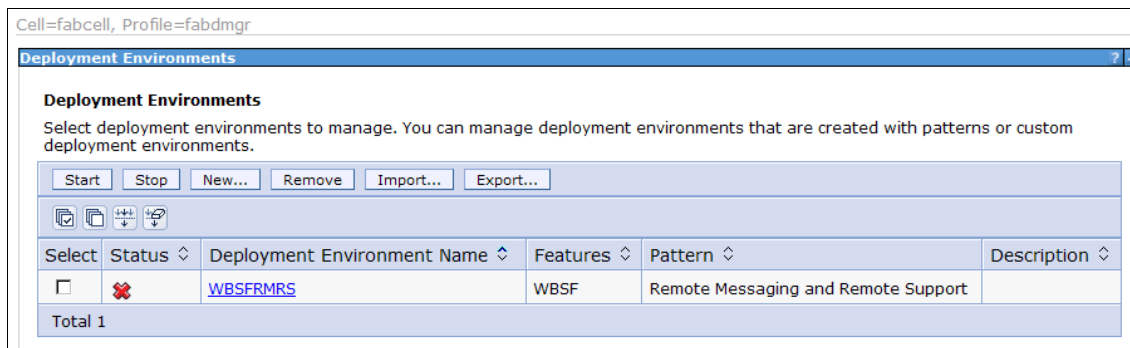 Cell=fabcell, Profile=fabdmgr
Deployment Environments ?
Deployment Environments
Select deployment environments to manage. You can manage deployment environments that are created with patterns or custom
deployment environments.
Start Stop New... Remove Import... Export...
Select Status Deployment Environment Name Features Pattern Description
WBSFRMRS WBSF Remote Messaging and Remote Support
Total 1